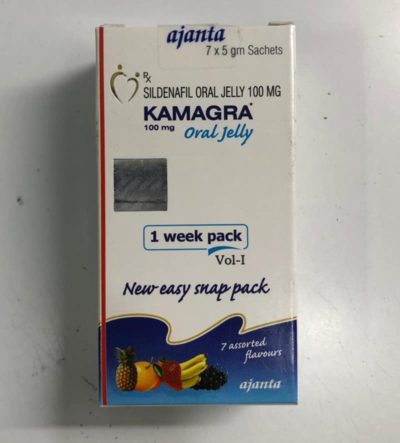 ajanta
7 x 5 gm Sachets
Rx
SILDENAFIL ORAL JELLY 100 MG
KAMAGRA®
100 mg Oral Jelly
1 week pack
Vol-I
New easy snap pack
7 assorted
flavours
ajanta